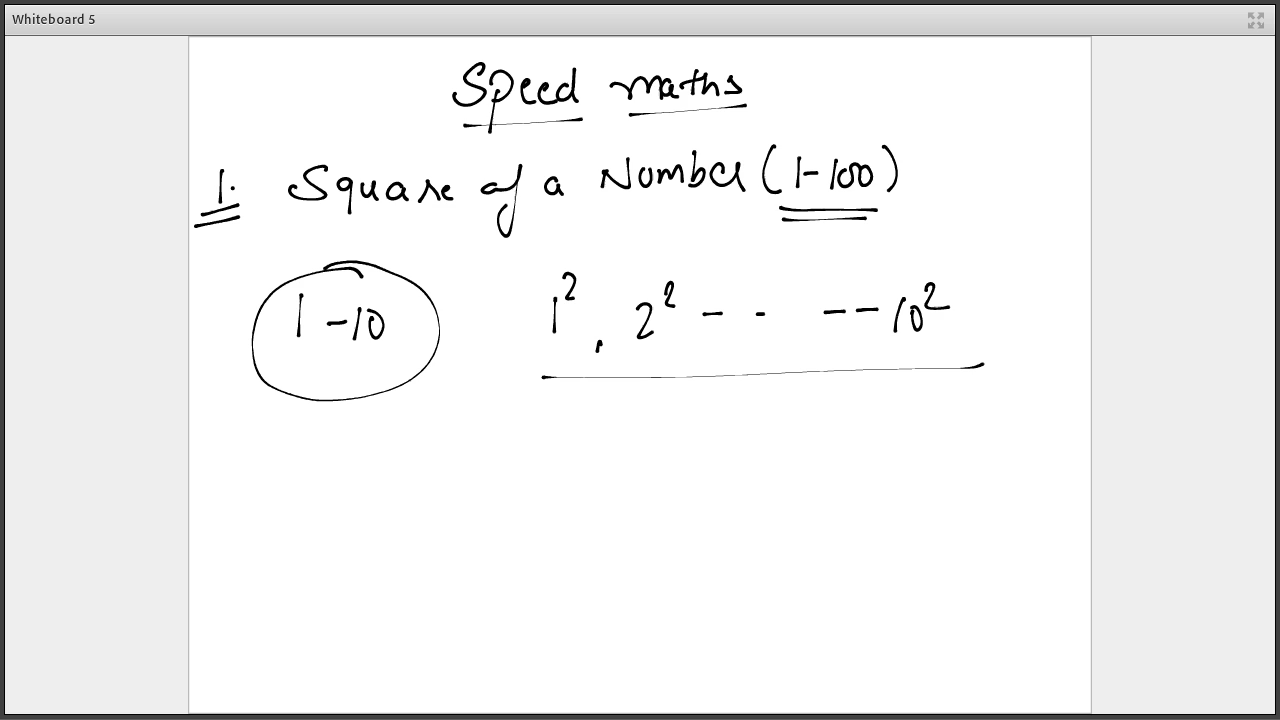 Whiteboard 5
Speed maths
1. Square of a Number (1-100)
1-10 1², 2² - - - - 10²